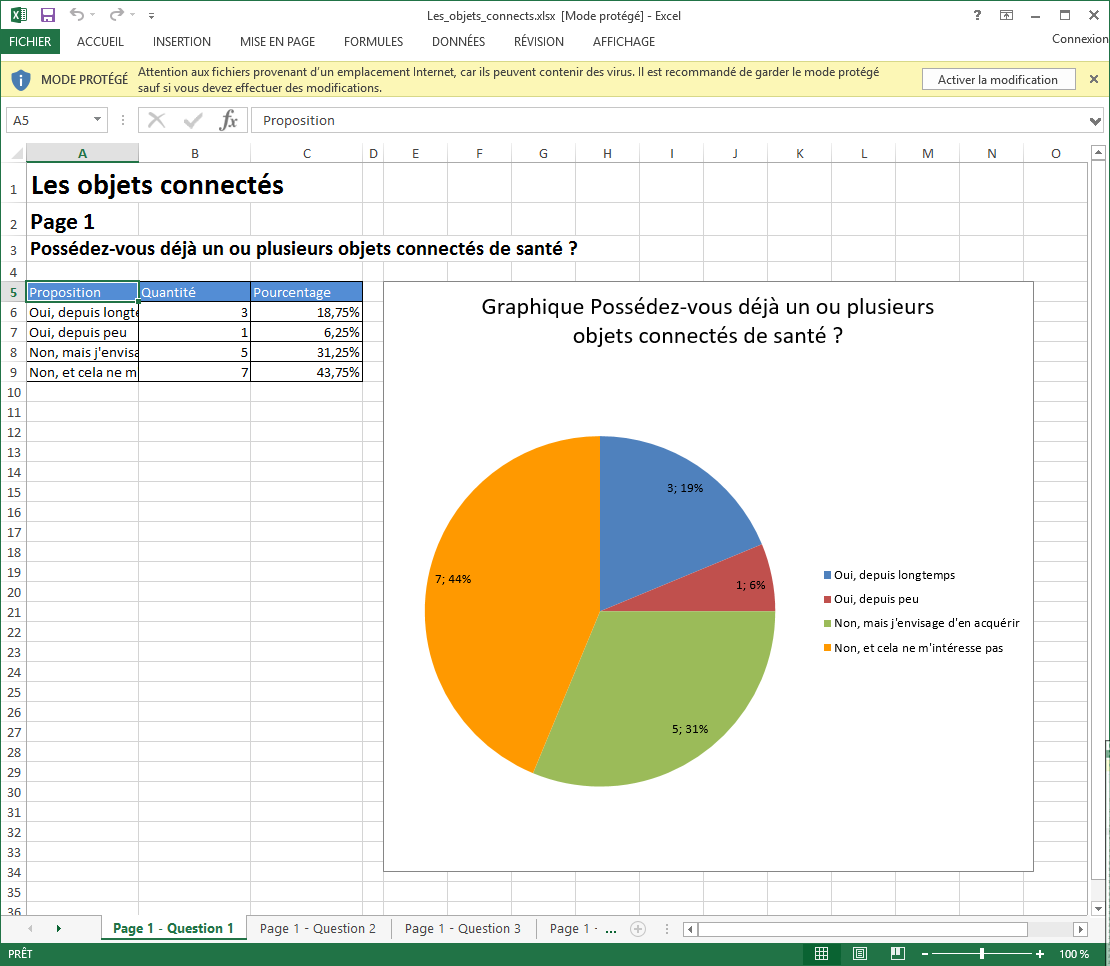 Les_objets_connects.xlsx [Mode protégé] - Excel
?
FICHIER ACCUEIL INSERTION MISE EN PAGE FORMULES DONNÉES RÉVISION AFFICHAGE Connexion
MODE PROTÉGÉ Attention aux fichiers provenant d'un emplacement Internet, car ils peuvent contenir des virus. Il est recommandé de garder le mode protégé
sauf si vous devez effectuer des modifications.
Activer la modification
A5 fx Proposition
A B C D E F G H I J K L M N O
1 Les objets connectés
2 Page 1
3 Possédez-vous déjà un ou plusieurs objets connectés de santé ?
4
5 Proposition Quantité Pourcentage
6 Oui, depuis longte 3 18,75%
7 Oui, depuis peu 1 6,25%
8 Non, mais j'envisa 5 31,25%
9 Non, et cela ne m 7 43,75%
10
11
12
13
14
15
16
17
18
19
20
21
22
23
24
25
26
27
28
29
30
31
32
33
34
35
36
Graphique Possédez-vous déjà un ou plusieurs
objets connectés de santé ?
3; 19%
1; 6%
5; 31%
7; 44%
Oui, depuis longtemps
Oui, depuis peu
Non, mais j'envisage d'en acquérir
Non, et cela ne m'intéresse pas
Page 1 - Question 1 Page 1 - Question 2 Page 1 - Question 3 Page 1 - ...
PRÊT 100 %